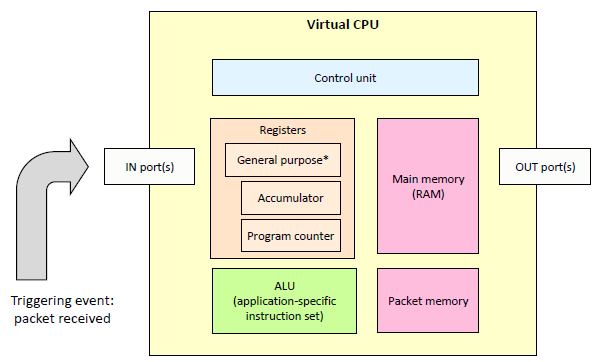 Virtual CPU
Control unit
Registers
General purpose*
Accumulator
Program counter
Main memory
(RAM)
IN port(s)
OUT port(s)
ALU
(application-specific
instruction set)
Packet memory
Triggering event:
packet received